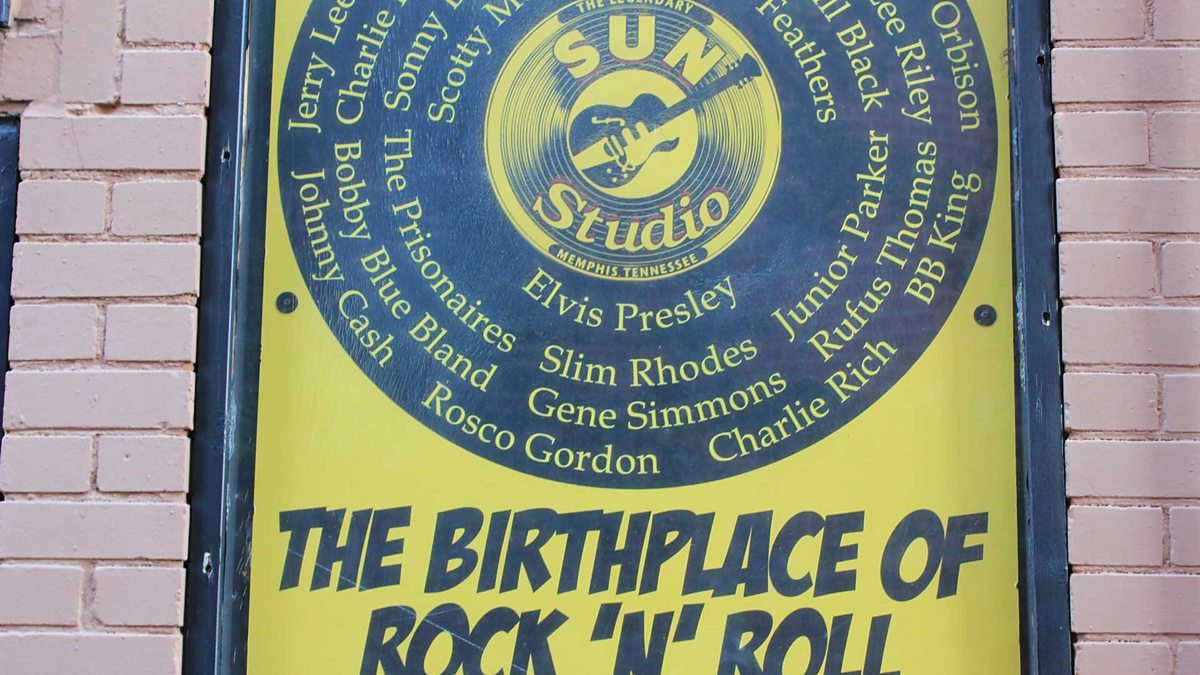 THE LEGENDARY
SUN
Studio
MEMPHIS, TENNESSEE
Elvis Presley
Scotty
Feathers
Sonny
The Prisonaires
Slim Rhodes
Junior Parker
Black
Charlie
Bobby Blue Bland
Gene Simmons
Rufus Thomas
Lee Riley
Jerry Lee
Johnny Cash
Rosco Gordon
Charlie Rich
BB King
Orbison
THE BIRTHPLACE OF
ROCK 'N' ROLL